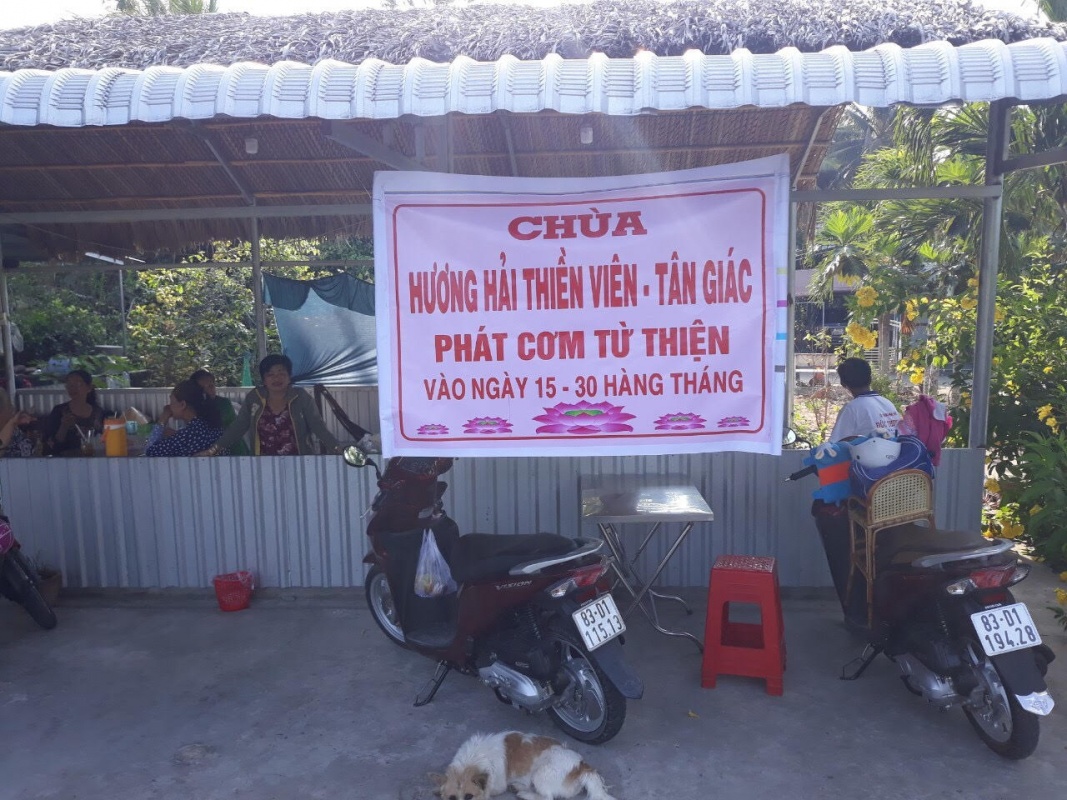 CHÙA
HƯƠNG HẢI THIỀN VIÊN - TÂN GIÁC
PHÁT CƠM TỪ THIỆN
VÀO NGÀY 15 - 30 HÀNG THÁNG
VISION
83-D1
115.13
83-D1
194.28